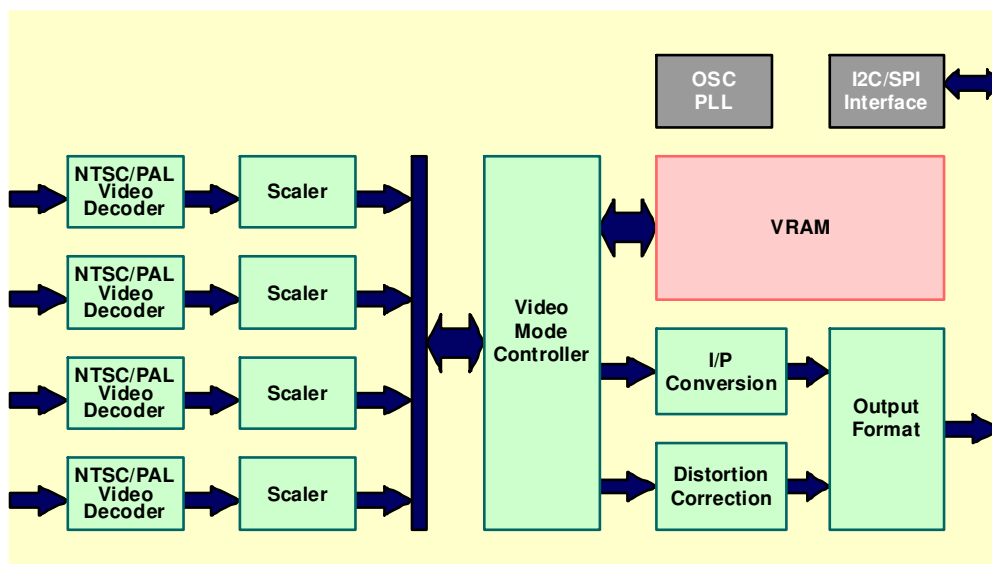 OSC
PLL
I2C/SPI
Interface
NTSC/PAL
Video
Decoder
Scaler
VRAM
NTSC/PAL
Video
Decoder
Scaler
Video
Mode
Controller
I/P
Conversion
NTSC/PAL
Video
Decoder
Scaler
Output
Format
NTSC/PAL
Video
Decoder
Scaler
Distortion
Correction